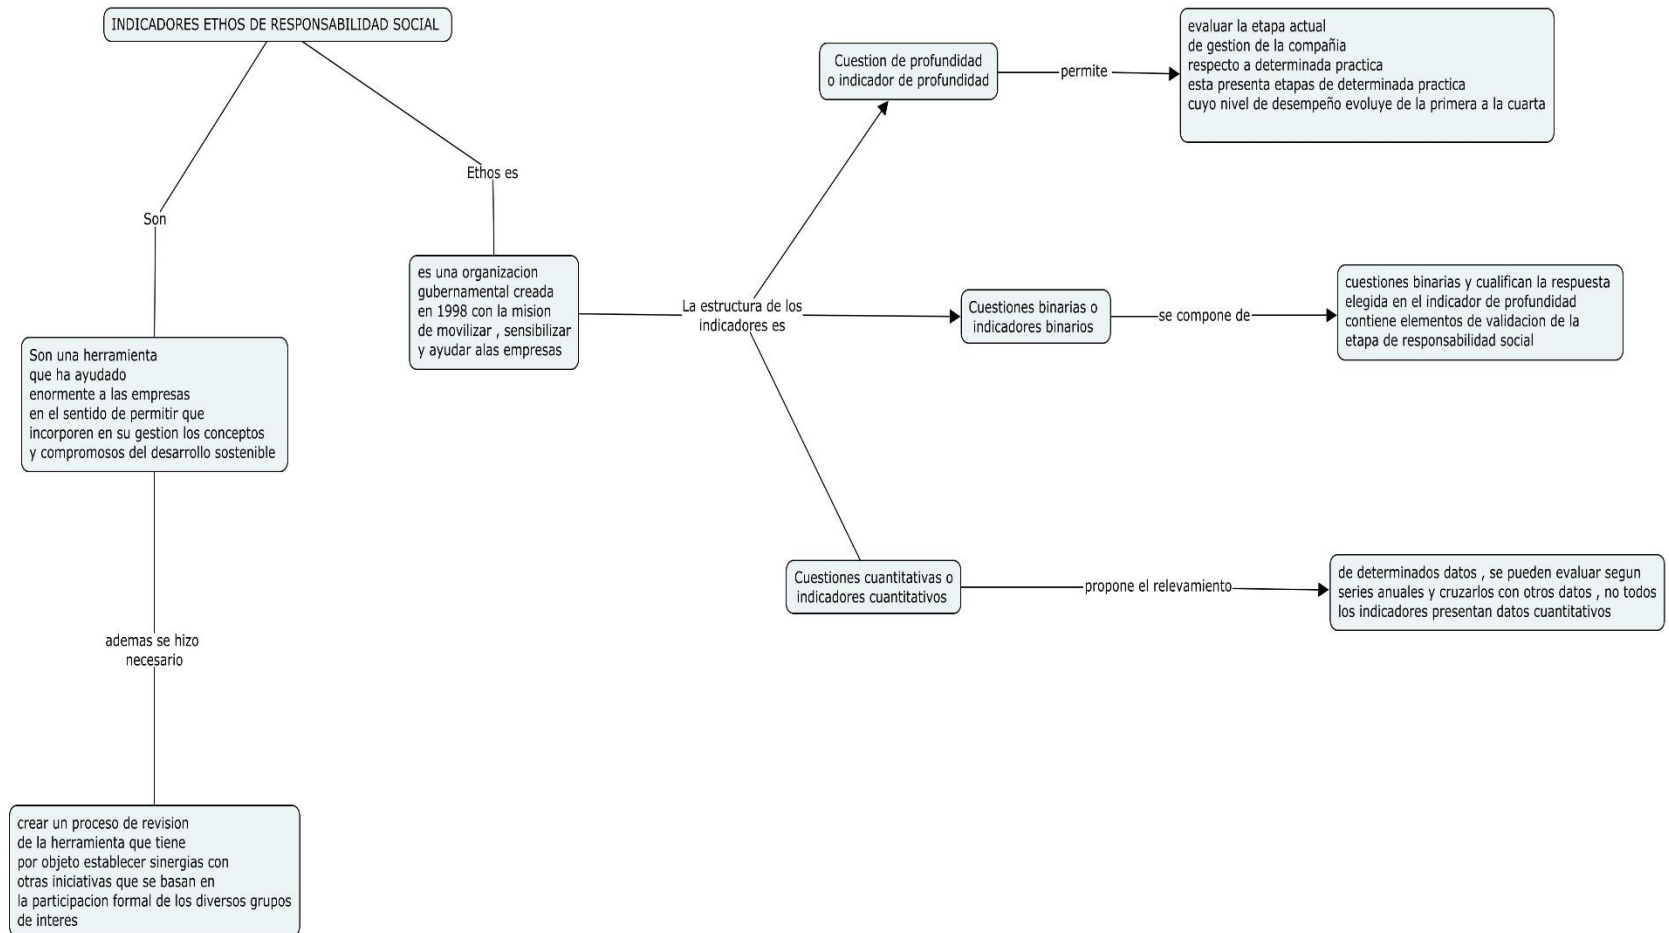 INDICADORES ETHOS DE RESPONSABILIDAD SOCIAL
Son
Son una herramienta
que ha ayudado
enormemente a las empresas
en el sentido de permitir que
incorporen en su gestion los conceptos
y compromosos del desarrollo sostenible
ademas se hizo
necesario
crear un proceso de revision
de la herramienta que tiene
por objeto establecer sinergias con
otras iniciativas que se basan en
la participacion formal de los diversos grupos
de interes
Ethos es
es una organizacion
gubernamental creada
en 1998 con la mision
de movilizar , sensibilizar
y ayudar alas empresas
La estructura de los
indicadores es
Cuestion de profundidad
o indicador de profundidad
permite
evaluar la etapa actual
de gestion de la compañia
respecto a determinada practica
esta presenta etapas de determinada practica
cuyo nivel de desempeño evoluye de la primera a la cuarta
Cuestiones binarias o
indicadores binarios
se compone de
cuestiones binarias y cualifican la respuesta
elegida en el indicador de profundidad
contiene elementos de validacion de la
etapa de responsabilidad social
Cuestiones cuantitativas o
indicadores cuantitativos
propone el relevamiento
de determinados datos , se pueden evaluar segun
series anuales y cruzarlos con otros datos , no todos
los indicadores presentan datos cuantitativos